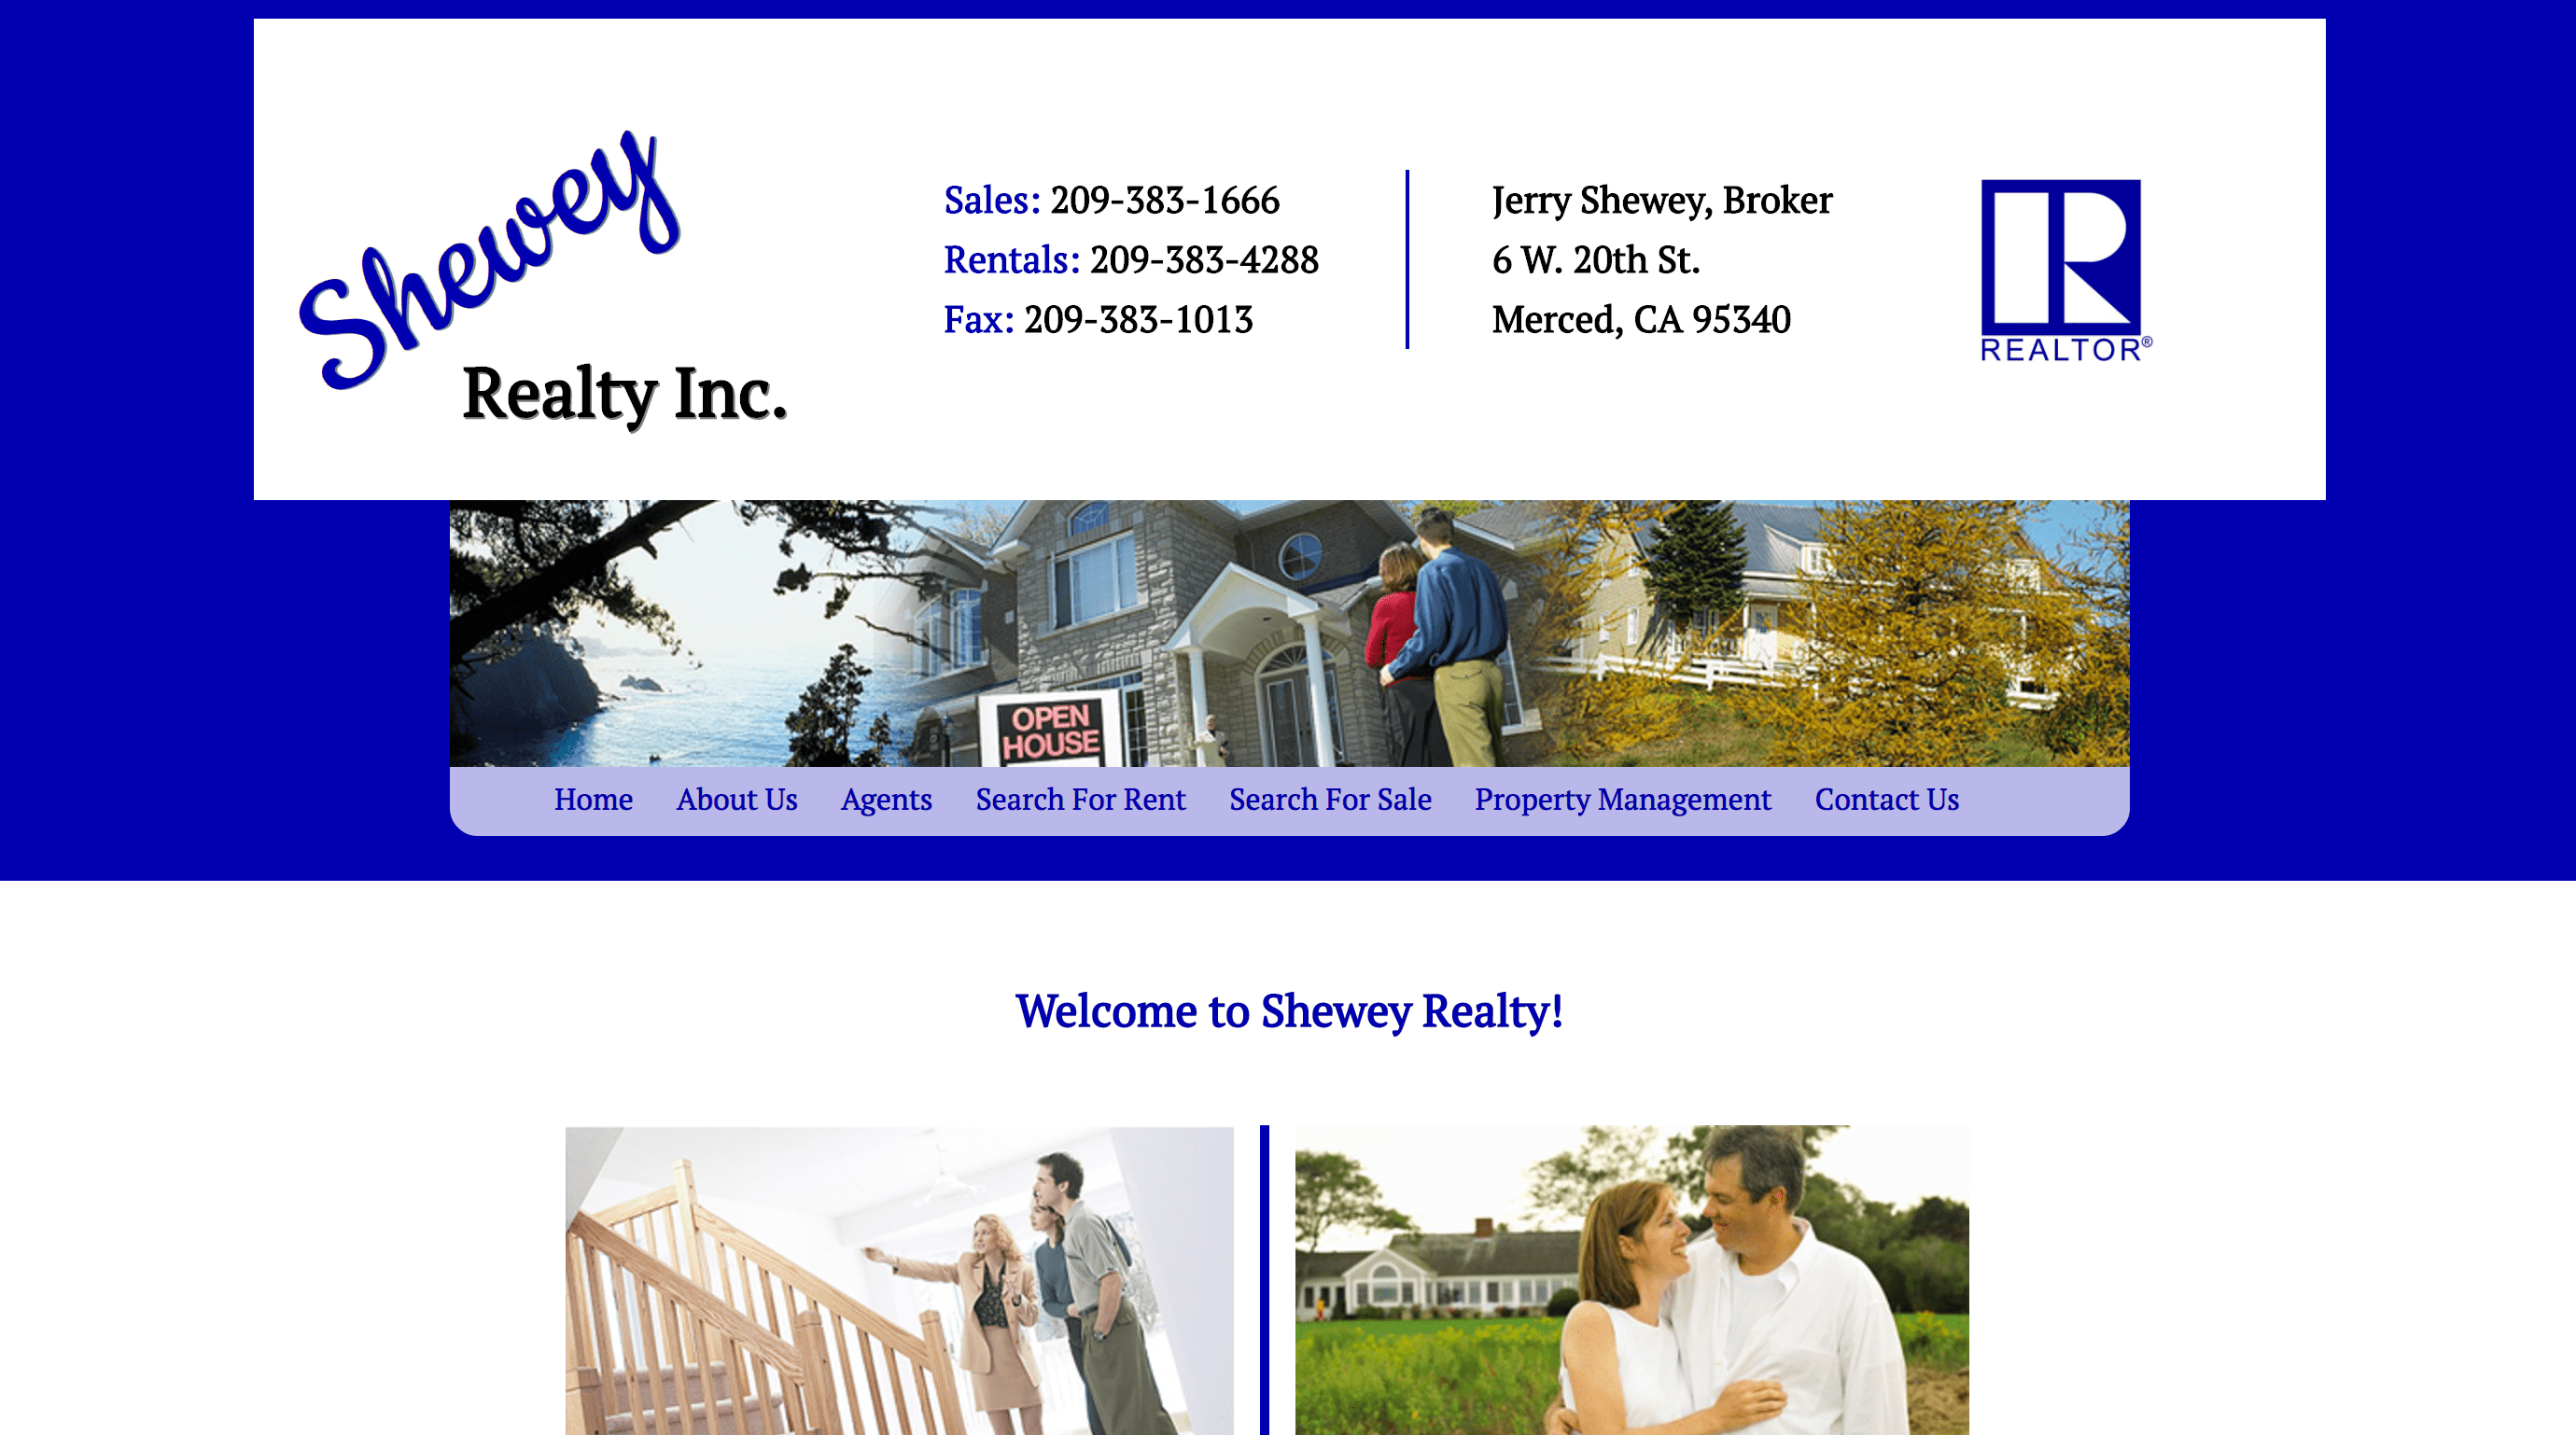 Shewey
Realty Inc.
Sales: 209-383-1666
Rentals: 209-383-4288
Fax: 209-383-1013
Jerry Shewey, Broker
6 W. 20th St.
Merced, CA 95340
R
REALTOR®
OPEN
HOUSE
Home About Us Agents Search For Rent Search For Sale Property Management Contact Us
Welcome to Shewey Realty!